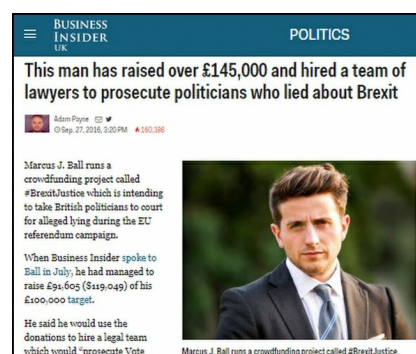 BUSINESS
INSIDER
UK
POLITICS
This man has raised over £145,000 and hired a team of
lawyers to prosecute politicians who lied about Brexit
Adam Payne
Sep. 27, 2016, 3:20 PM 160,386
Marcus J. Ball runs a
crowdfunding project called
#BrexitJustice which is intending
to take British politicians to court
for alleged lying during the EU
referendum campaign.
When Business Insider spoke to
Ball in July, he had managed to
raise £91,605 ($119,049) of his
£100,000 target.
He said he would use the
donations to hire a legal team
which would "prosecute Vote
Marcus J. Ball runs a crowdfunding project called #BrexitJustice